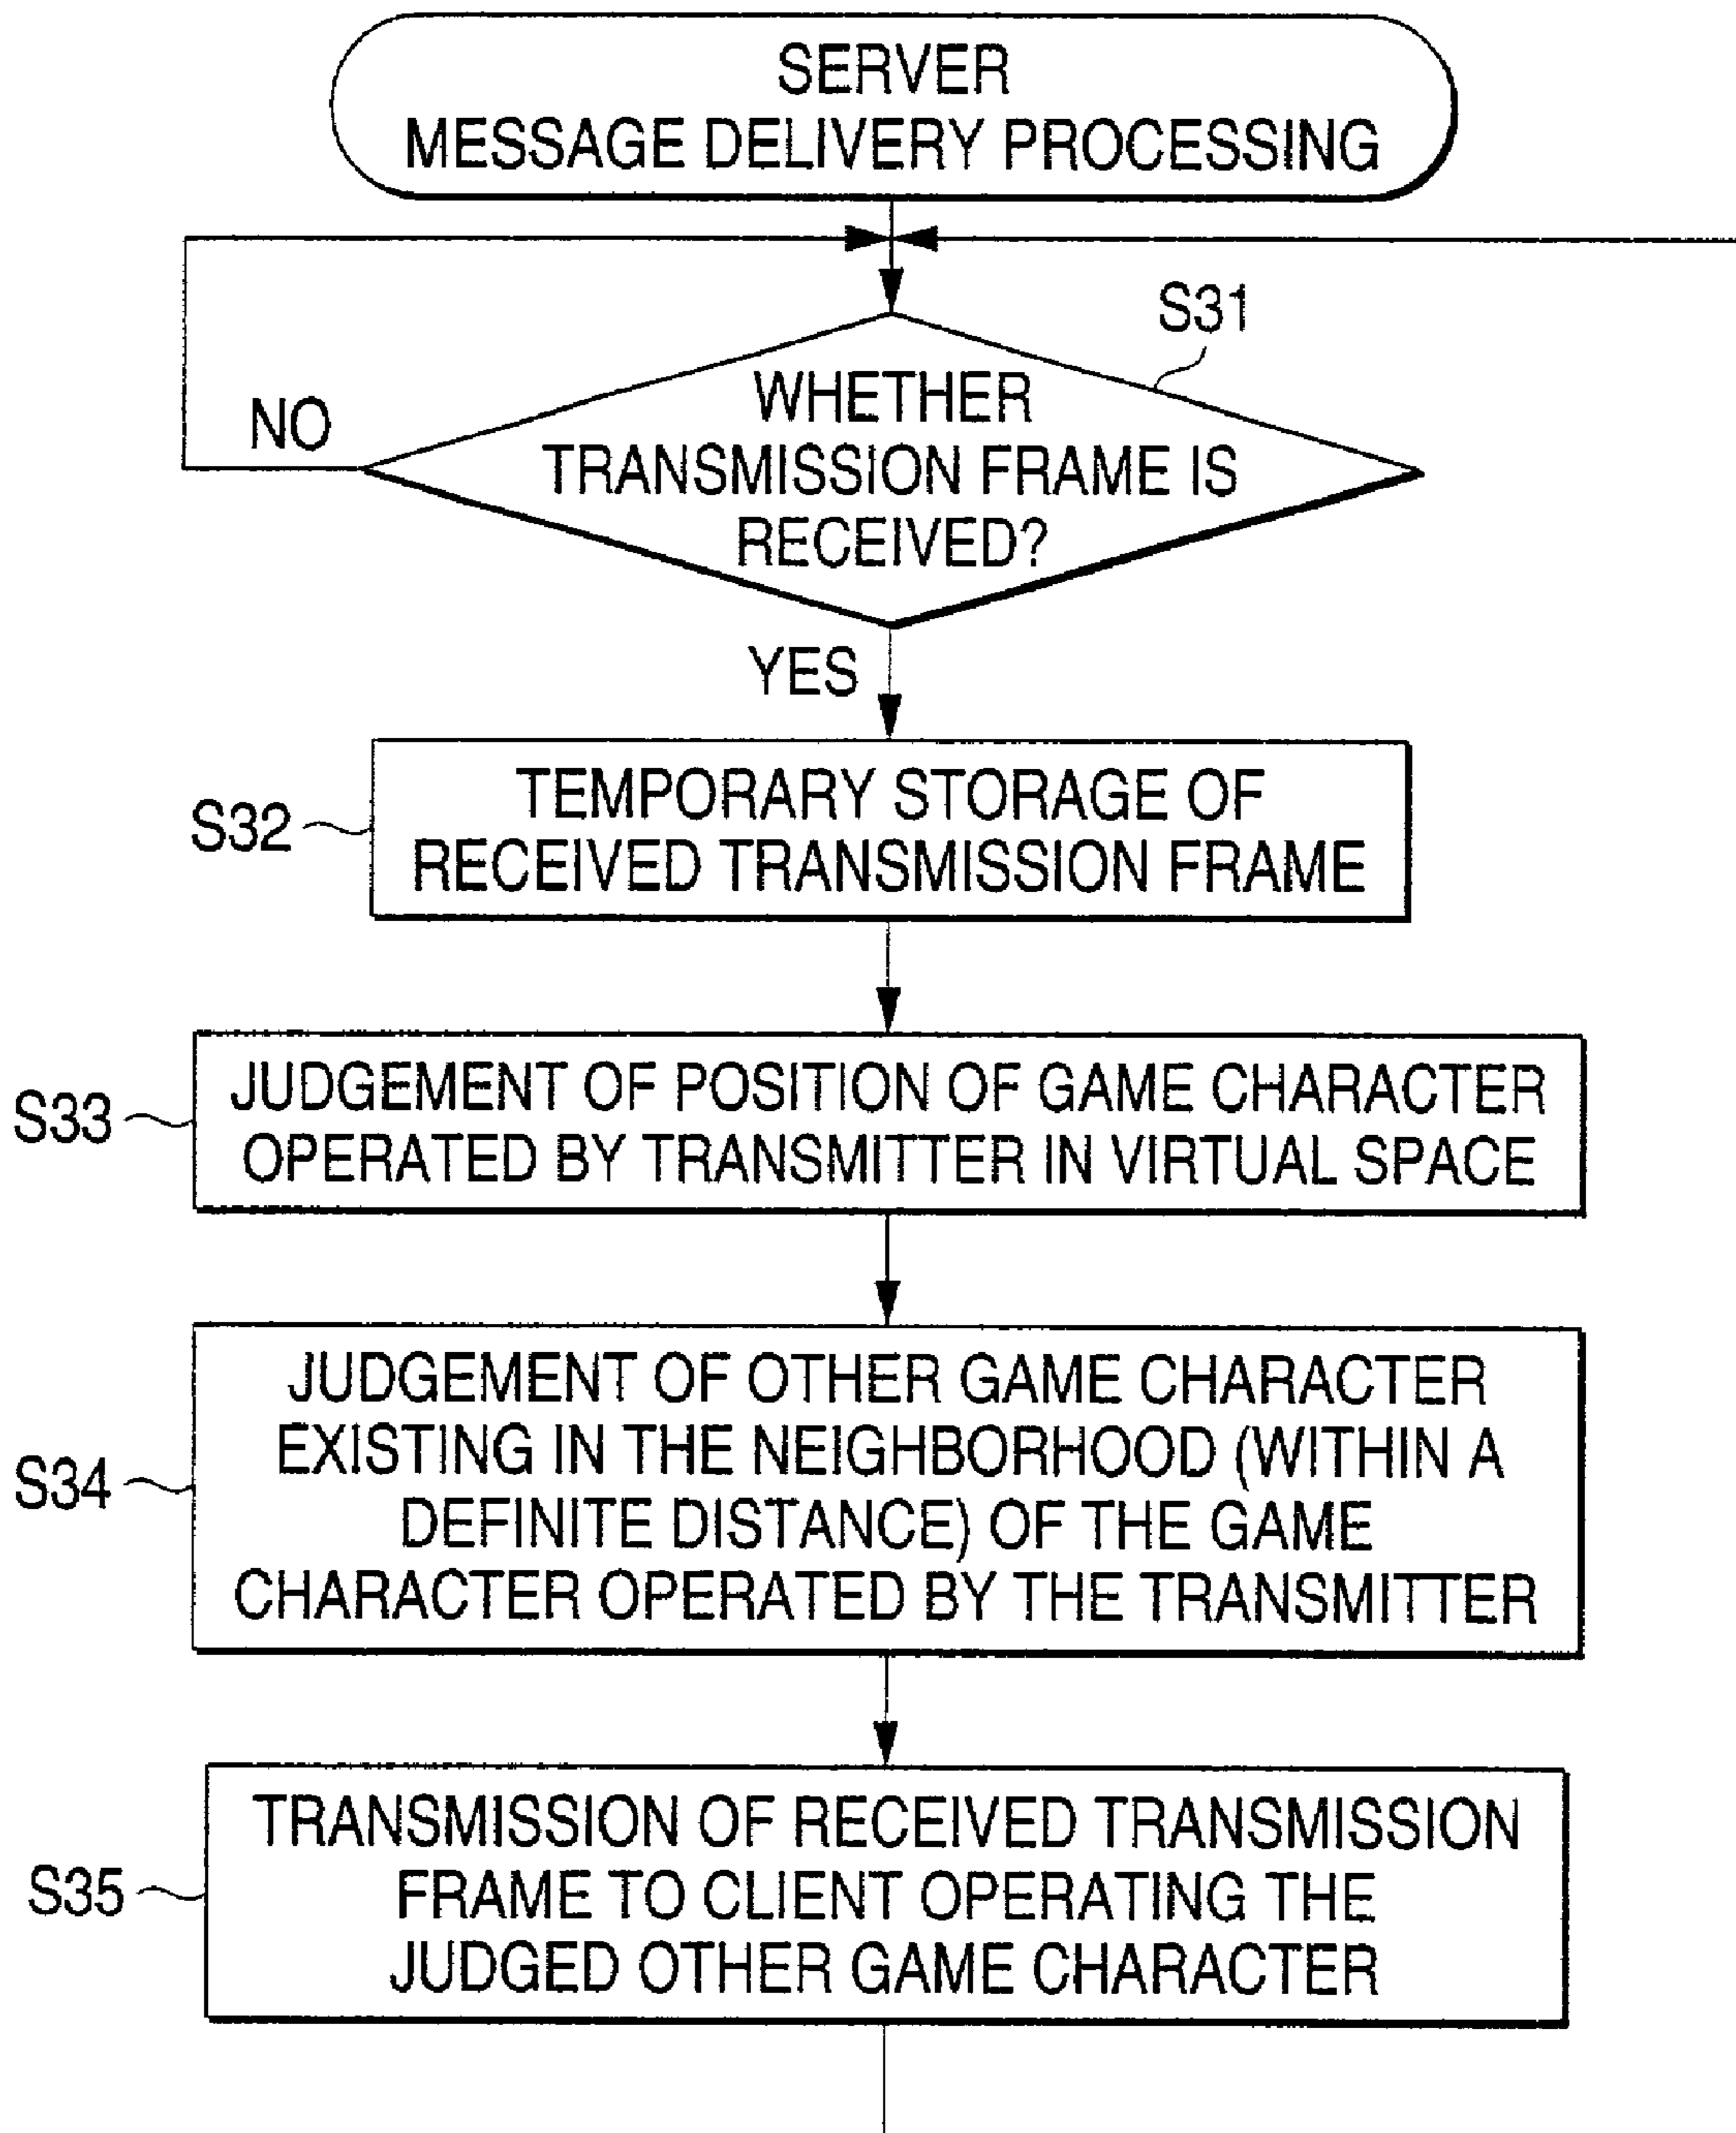 SERVER
MESSAGE DELIVERY PROCESSING
S31
WHETHER
TRANSMISSION FRAME IS
RECEIVED?
NO
YES
S32
TEMPORARY STORAGE OF
RECEIVED TRANSMISSION FRAME
S33
JUDGEMENT OF POSITION OF GAME CHARACTER
OPERATED BY TRANSMITTER IN VIRTUAL SPACE
S34
JUDGEMENT OF OTHER GAME CHARACTER
EXISTING IN THE NEIGHBORHOOD (WITHIN A
DEFINITE DISTANCE) OF THE GAME
CHARACTER OPERATED BY THE TRANSMITTER
S35
TRANSMISSION OF RECEIVED TRANSMISSION
FRAME TO CLIENT OPERATING THE
JUDGED OTHER GAME CHARACTER